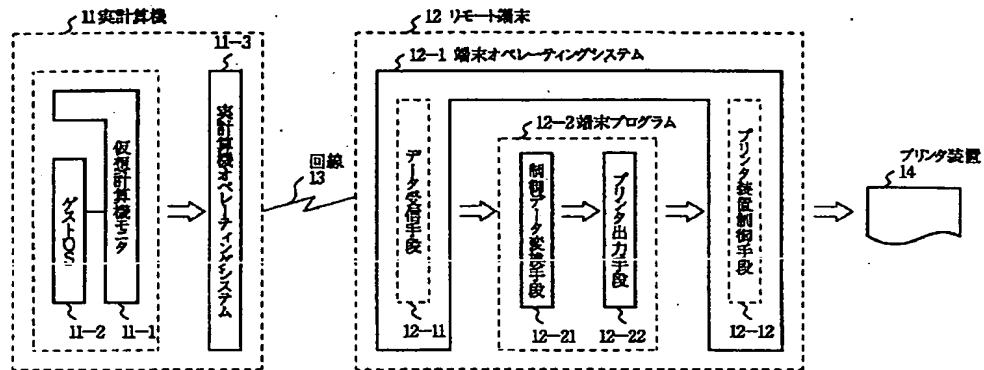 11 実計算機
11-3
仮想計算機モニタ
ゲストOS
11-2
11-1
実計算機オペレーティングシステム
回線
13
12 リモート端末
12-1 端末オペレーティングシステム
データ受信手段
12-11
12-2 端末プログラム
制御データ変換手段
プリンタ出力手段
12-21
12-22
プリンタ装置制御手段
12-12
プリンタ装置
14